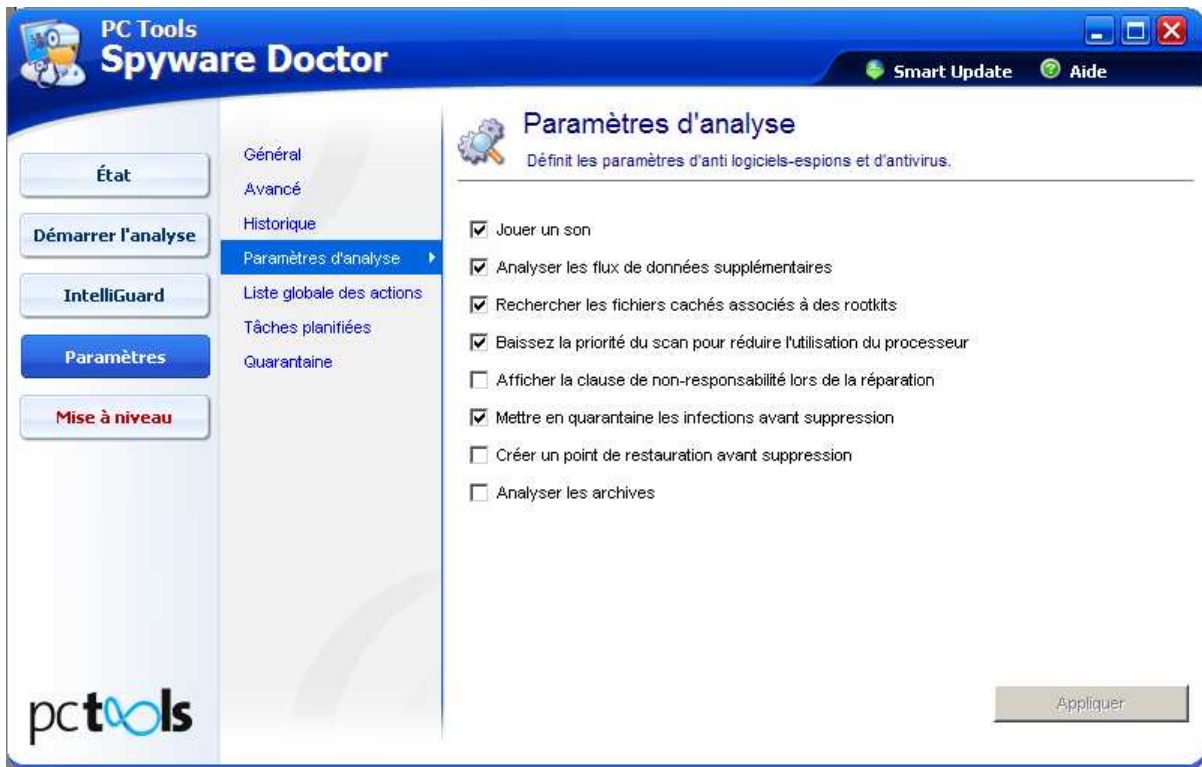 PC Tools
Spyware Doctor
Smart Update
Aide
État
Démarrer l'analyse
IntelliGuard
Paramètres
Mise à niveau
Général
Avancé
Historique
Paramètres d'analyse
Liste globale des actions
Tâches planifiées
Quarantaine
Paramètres d'analyse
Définit les paramètres d'anti logiciels-espions et d'antivirus.
Jouer un son
Analyser les flux de données supplémentaires
Rechercher les fichiers cachés associés à des rootkits
Baissez la priorité du scan pour réduire l'utilisation du processeur
Afficher la clause de non-responsabilité lors de la réparation
Mettre en quarantaine les infections avant suppression
Créer un point de restauration avant suppression
Analyser les archives
Appliquer
pctools